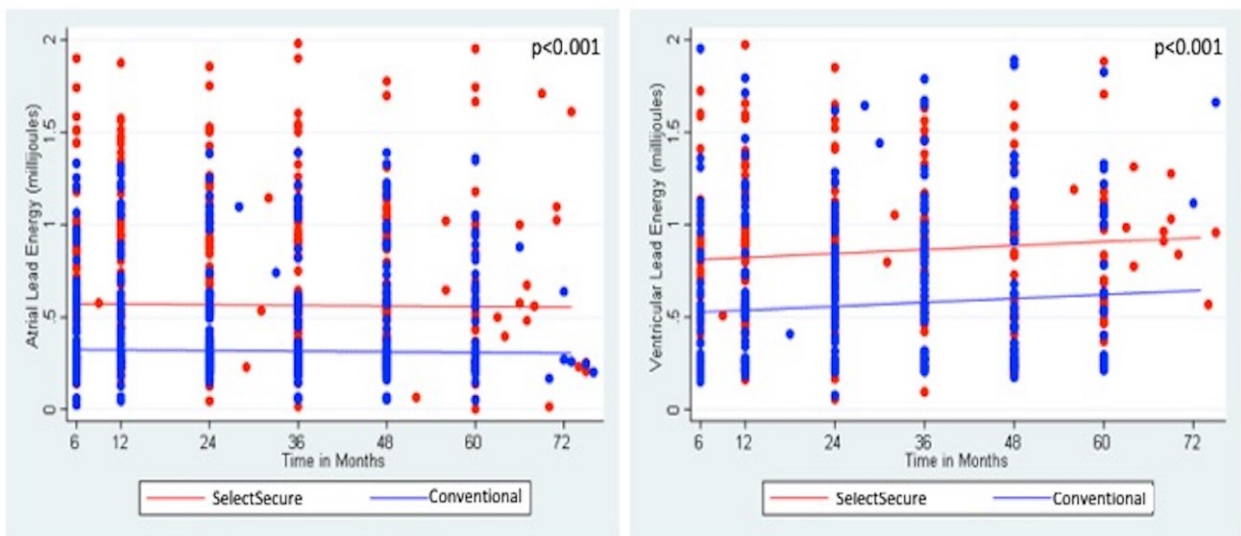 p<0.001
Atrial Lead Energy (millijoules)
2
1.5
1
.5
0
6 12 24 36 48 60 72
Time in Months
SelectSecure Conventional
p<0.001
Ventricular Lead Energy (millijoules)
2
1.5
1
.5
0
6 12 24 36 48 60 72
Time in Months
SelectSecure Conventional